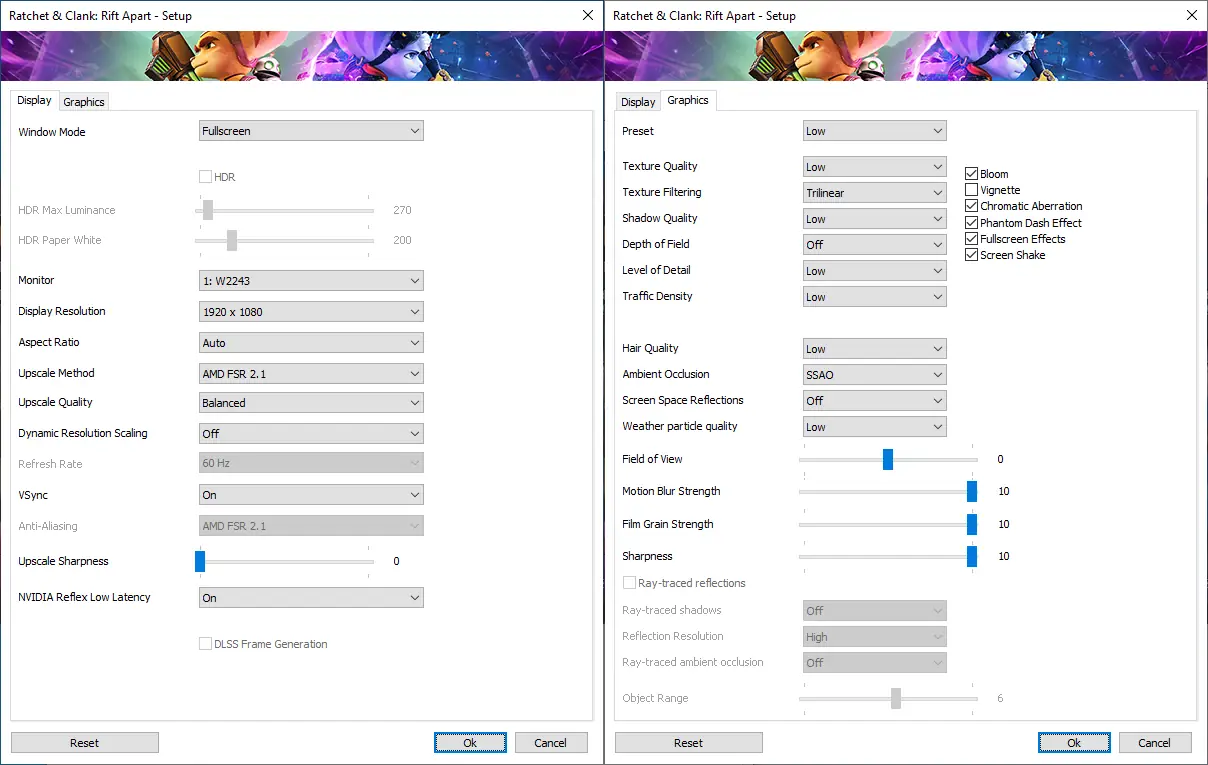 Ratchet & Clank: Rift Apart - Setup
Display
Graphics
Window Mode
Fullscreen
HDR
HDR Max Luminance
270
HDR Paper White
200
Monitor
1: W2243
Display Resolution
1920 x 1080
Aspect Ratio
Auto
Upscale Method
AMD FSR 2.1
Upscale Quality
Balanced
Dynamic Resolution Scaling
Off
Refresh Rate
60 Hz
VSync
On
Anti-Aliasing
AMD FSR 2.1
Upscale Sharpness
0
NVIDIA Reflex Low Latency
On
DLSS Frame Generation
Reset
Ok
Cancel
Ratchet & Clank: Rift Apart - Setup
Display
Graphics
Preset
Low
Texture Quality
Low
Texture Filtering
Trilinear
Shadow Quality
Low
Depth of Field
Off
Level of Detail
Low
Traffic Density
Low
Bloom
Vignette
Chromatic Aberration
Phantom Dash Effect
Fullscreen Effects
Screen Shake
Hair Quality
Low
Ambient Occlusion
SSAO
Screen Space Reflections
Off
Weather particle quality
Low
Field of View
0
Motion Blur Strength
10
Film Grain Strength
10
Sharpness
10
Ray-traced reflections
Ray-traced shadows
Off
Reflection Resolution
High
Ray-traced ambient occlusion
Off
Object Range
6
Reset
Ok
Cancel